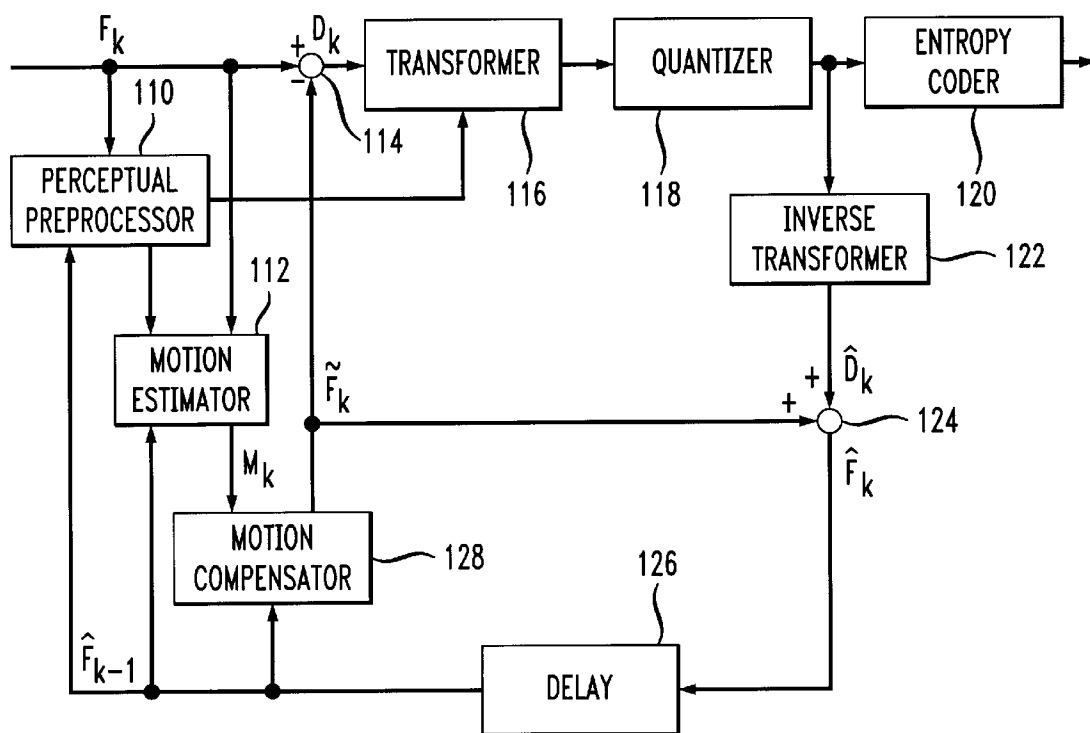 F_k
+
D_k
−
114
TRANSFORMER
116
QUANTIZER
118
ENTROPY
CODER
120
110
PERCEPTUAL
PREPROCESSOR
INVERSE
TRANSFORMER
122
112
MOTION
ESTIMATOR
F̃_k
D̂_k
+
+
124
F̂_k
M_k
MOTION
COMPENSATOR
128
126
DELAY
F̂_k−1